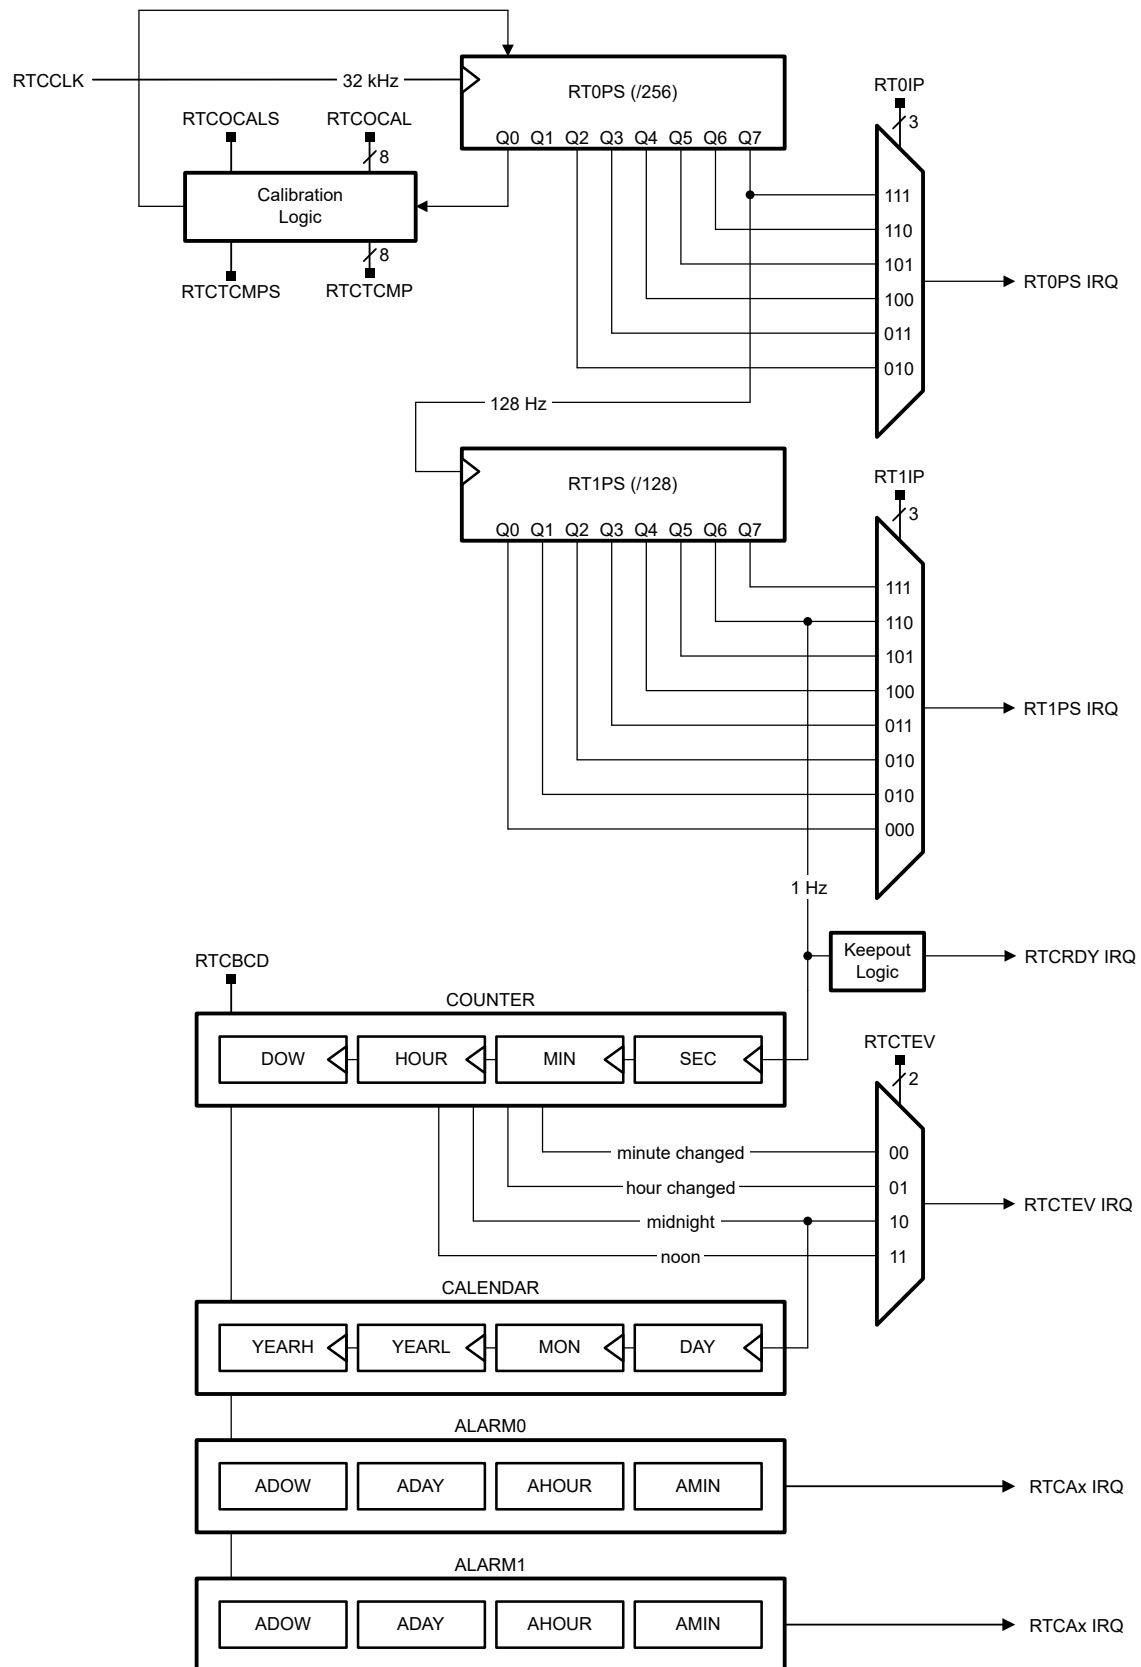 RTCCLK
32 kHz
RT0PS (/256)
Q0 Q1 Q2 Q3 Q4 Q5 Q6 Q7
RT0IP
3
RTCOCALS
RTCOCAL
8
Calibration
Logic
8
RTCTCMPS
RTCTCMP
111
110
101
100
011
010
RT0PS IRQ
128 Hz
RT1PS (/128)
Q0 Q1 Q2 Q3 Q4 Q5 Q6 Q7
RT1IP
3
111
110
101
100
011
010
010
000
RT1PS IRQ
1 Hz
Keepout
Logic
RTCRDY IRQ
RTCBCD
COUNTER
DOW HOUR MIN SEC
RTCTEV
2
minute changed
hour changed
midnight
noon
00
01
10
11
RTCTEV IRQ
CALENDAR
YEARH YEARL MON DAY
ALARM0
ADOW ADAY AHOUR AMIN
RTCAx IRQ
ALARM1
ADOW ADAY AHOUR AMIN
RTCAx IRQ